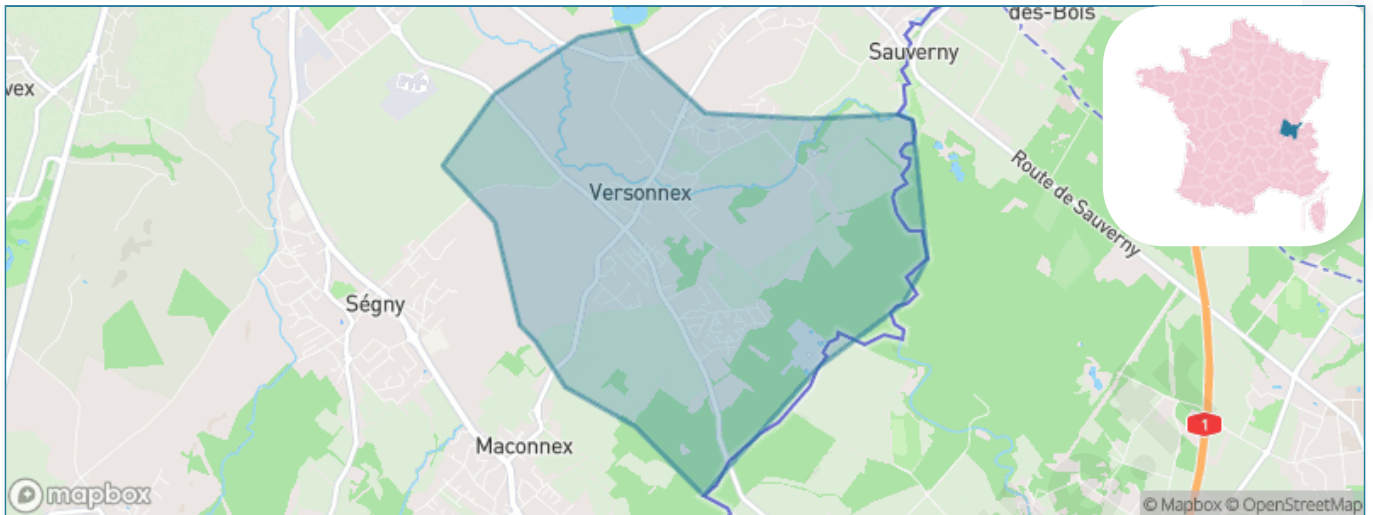 des-Bois
Sauverny
vex
Route de Sauverny
Versonnex
Ségny
1
Maconnex
mapbox
© Mapbox © OpenStreetMap